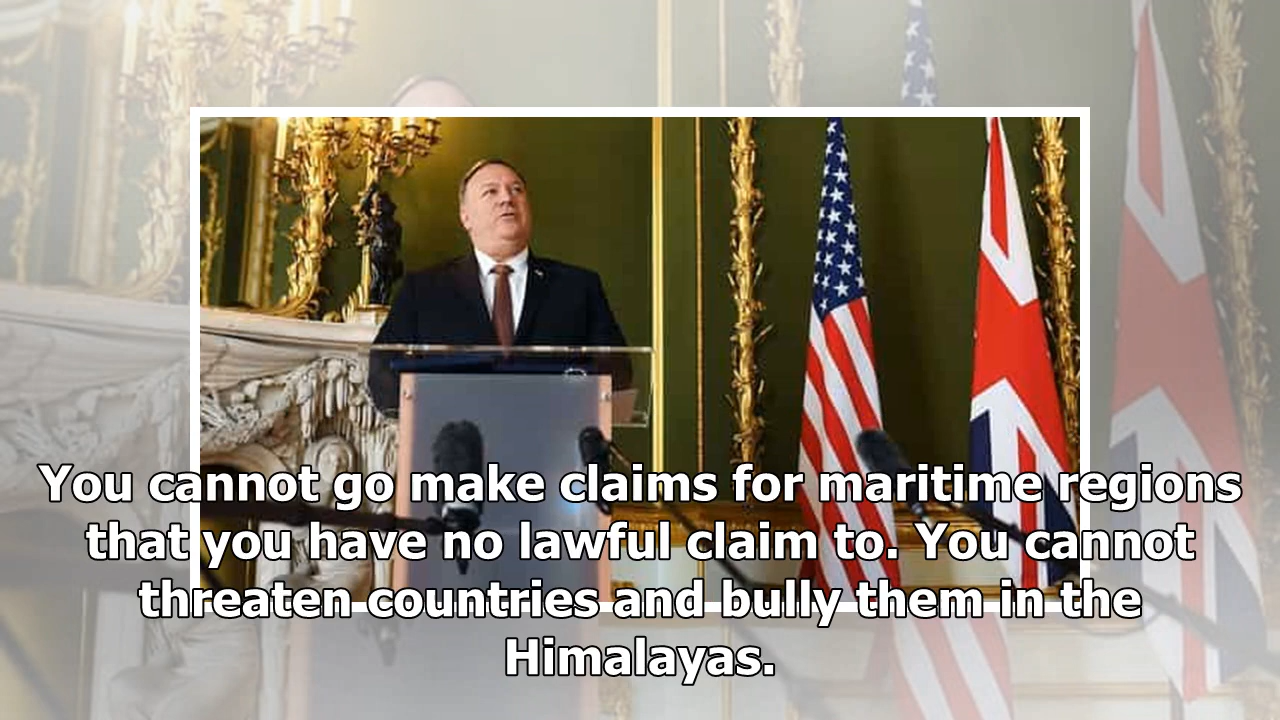 You cannot go make claims for maritime regions
that you have no lawful claim to. You cannot
threaten countries and bully them in the
Himalayas.